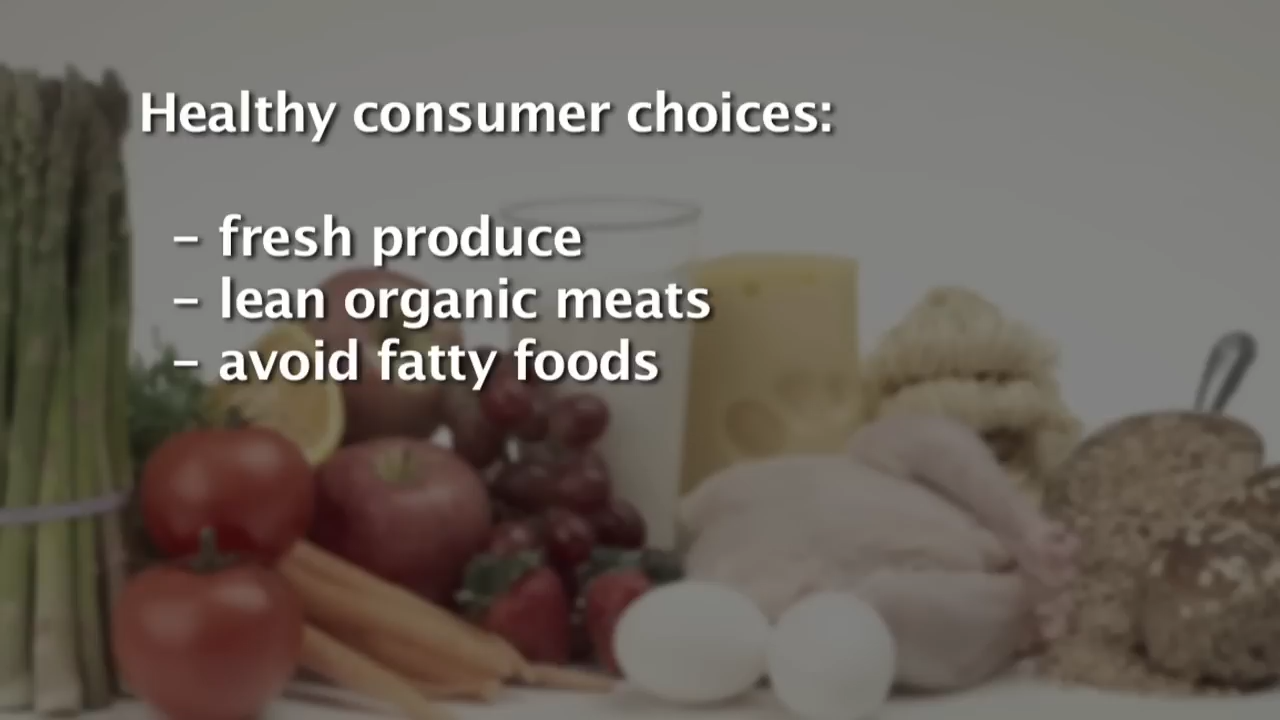 Healthy consumer choices:
– fresh produce
– lean organic meats
– avoid fatty foods